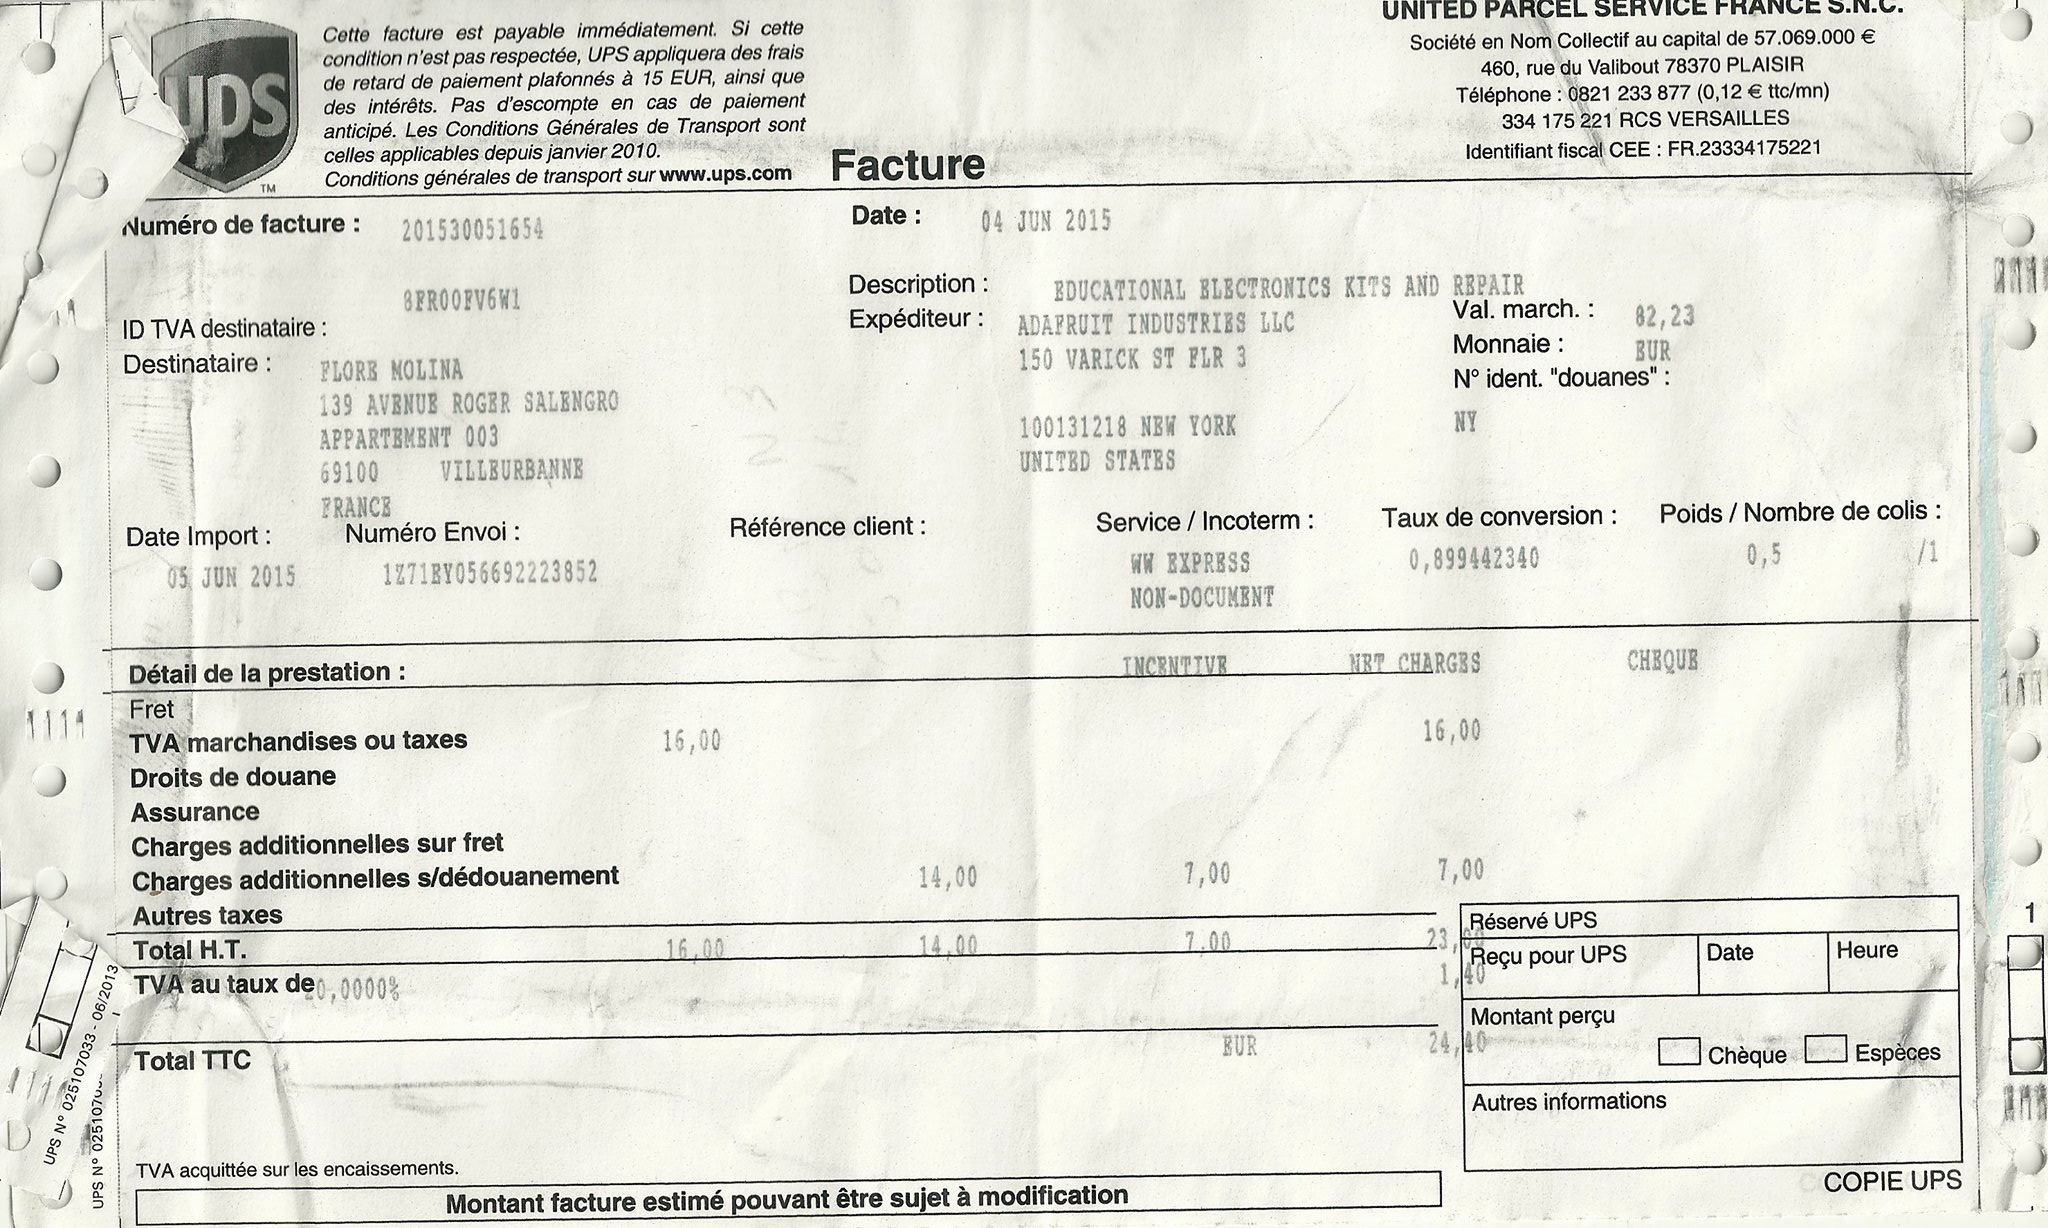 ups
TM
Cette facture est payable immédiatement. Si cette
condition n'est pas respectée, UPS appliquera des frais
de retard de paiement plafonnés à 15 EUR, ainsi que
des intérêts. Pas d'escompte en cas de paiement
anticipé. Les Conditions Générales de Transport sont
celles applicables depuis janvier 2010.
Conditions générales de transport sur www.ups.com
Facture
UNITED PARCEL SERVICE FRANCE S.N.C.
Société en Nom Collectif au capital de 57.069.000 €
460, rue du Valibout 78370 PLAISIR
Téléphone : 0821 233 877 (0,12 € ttc/mn)
334 175 221 RCS VERSAILLES
Identifiant fiscal CEE : FR.23334175221
Numéro de facture : 201530051654
Date : 04 JUN 2015
8FR00FV6W1
ID TVA destinataire :
Destinataire : FLORE MOLINA
139 AVENUE ROGER SALENGRO
APPARTEMENT 003
69100 VILLEURBANNE
FRANCE
Description : EDUCATIONAL ELECTRONICS KITS AND REPAIR
Expéditeur : ADAFRUIT INDUSTRIES LLC
150 VARICK ST FLR 3
100131218 NEW YORK
UNITED STATES
Val. march. : 82,23
Monnaie : EUR
N° ident. "douanes" :
NY
Date Import : Numéro Envoi : Référence client : Service / Incoterm : Taux de conversion : Poids / Nombre de colis :
05 JUN 2015 1Z71EY056692223852 WW EXPRESS 0,899442340 0,5 /1
NON-DOCUMENT
Détail de la prestation : INCENTIVE NET CHARGES CHEQUE
Fret
TVA marchandises ou taxes 16,00 16,00
Droits de douane
Assurance
Charges additionnelles sur fret
Charges additionnelles s/dédouanement 14,00 7,00 7,00
Autres taxes
Total H.T. 16,00 14,00 7,00 23,00
TVA au taux de 20,0000% 1,40
Total TTC EUR 24,40
Réservé UPS
Reçu pour UPS Date Heure
Montant perçu
Chèque Espèces
Autres informations
TVA acquittée sur les encaissements.
Montant facture estimé pouvant être sujet à modification
COPIE UPS
UPS N° 025107033 - 06/2013
UPS N° 0251070
1